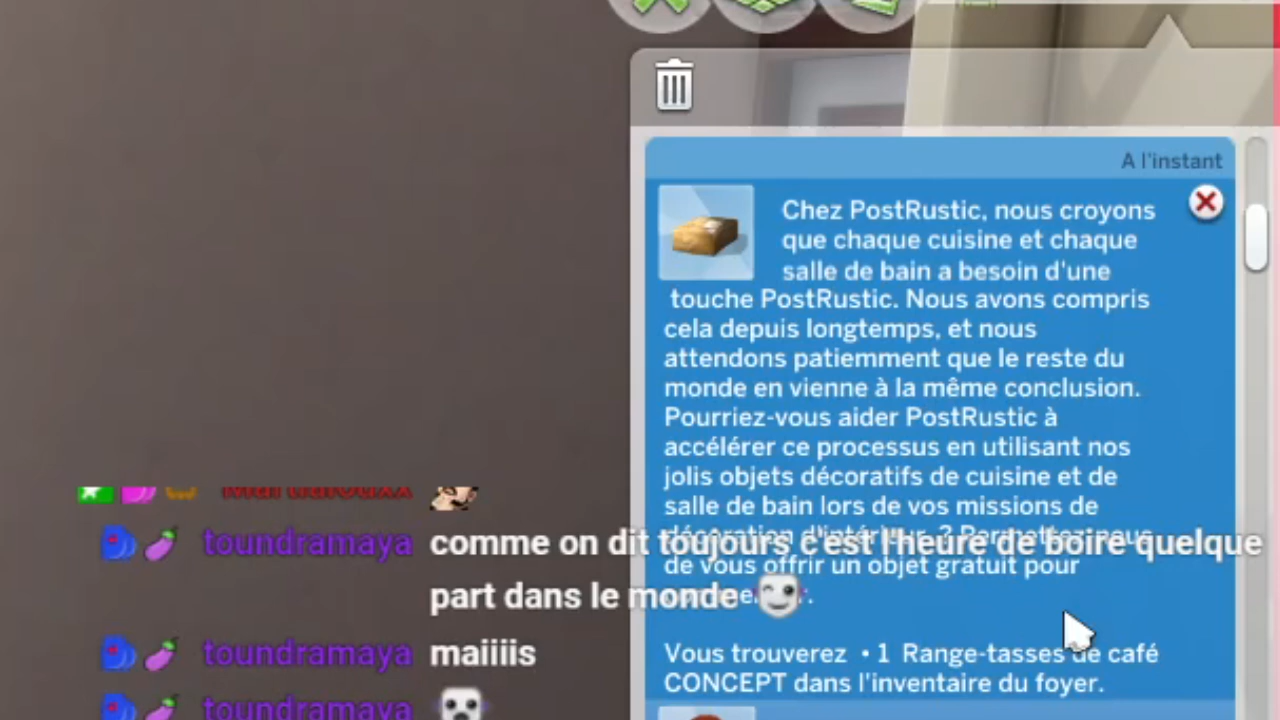 A l'instant
Chez PostRustic, nous croyons
que chaque cuisine et chaque
salle de bain a besoin d'une
touche PostRustic. Nous avons compris
cela depuis longtemps, et nous
attendons patiemment que le reste du
monde en vienne à la même conclusion.
Pourriez-vous aider PostRustic à
accélérer ce processus en utilisant nos
jolis objets décoratifs de cuisine et de
salle de bain lors de vos missions de
décoration d'intérieur ? Permettez-nous
de vous offrir un objet gratuit pour
Vous trouverez • 1 Range-tasses de café
CONCEPT dans l'inventaire du foyer.
toundramaya comme on dit toujours c'est l'heure de boire quelque
part dans le monde
toundramaya maiiiis
toundramaya